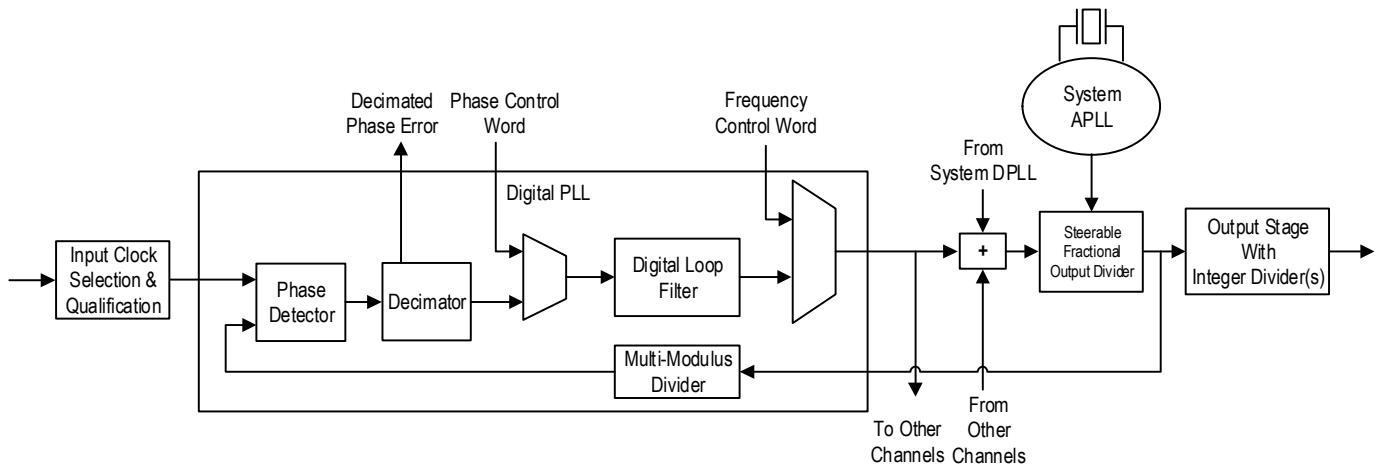 System
APLL
Decimated
Phase Error
Phase Control
Word
Frequency
Control Word
From
System DPLL
Digital PLL
Input Clock
Selection &
Qualification
Phase
Detector
Decimator
Digital Loop
Filter
+
Steerable
Fractional
Output Divider
Output Stage
With
Integer Divider(s)
Multi-Modulus
Divider
To Other
Channels
From
Other
Channels